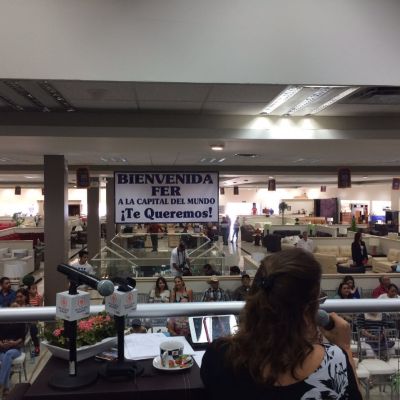 BIENVENIDA
FER
A LA CAPITAL DEL MUNDO
¡Te Queremos!